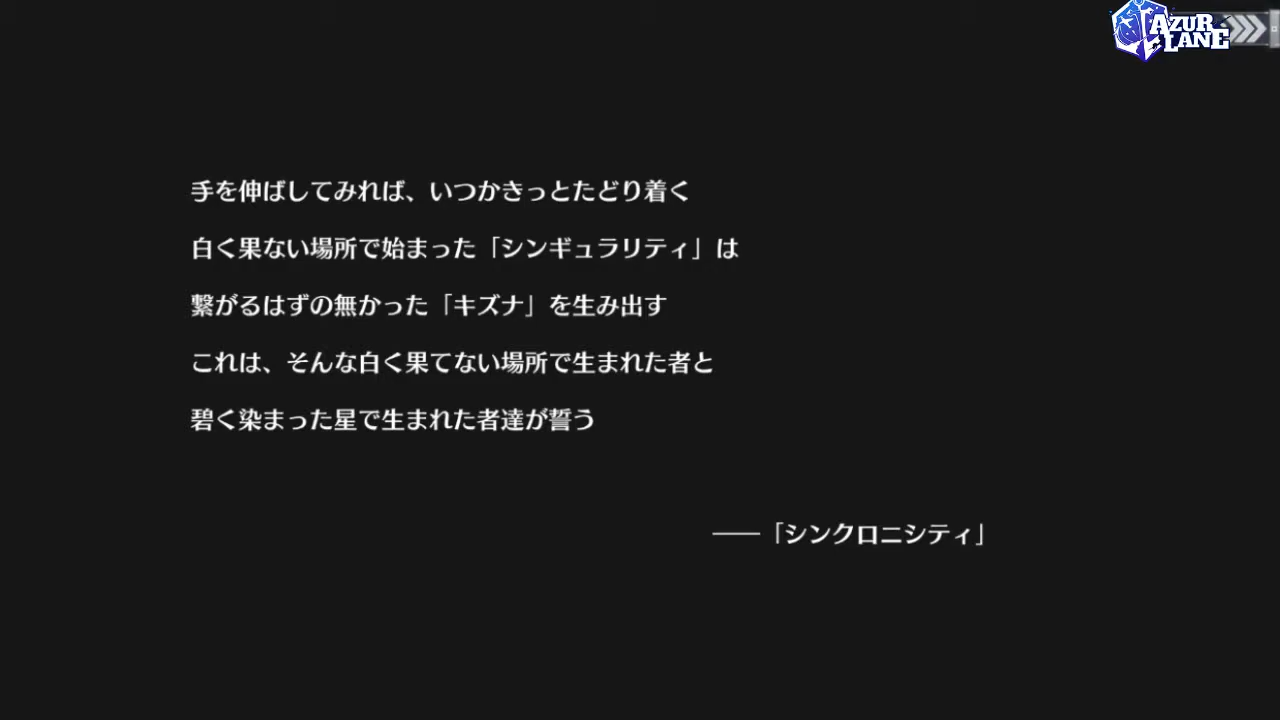 AZUR
LANE
手を伸ばしてみれば、いつかきっとたどり着く
白く果ない場所で始まった「シンギュラリティ」は
繋がるはずの無かった「キズナ」を生み出す
これは、そんな白く果てない場所で生まれた者と
碧く染まった星で生まれた者達が誓う
——「シンクロニシティ」